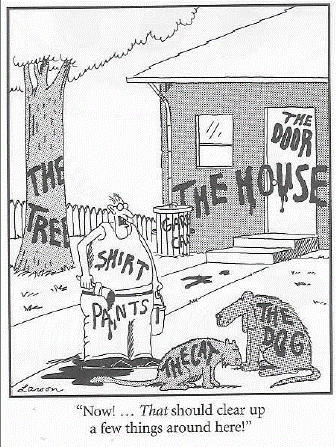 THE
DOOR
THE HOUSE
THE
TREE
GARB.
CAN
SHIRT
PANTS
THE CAT
THE
DOG
Larson
"Now! … That should clear up
a few things around here!"